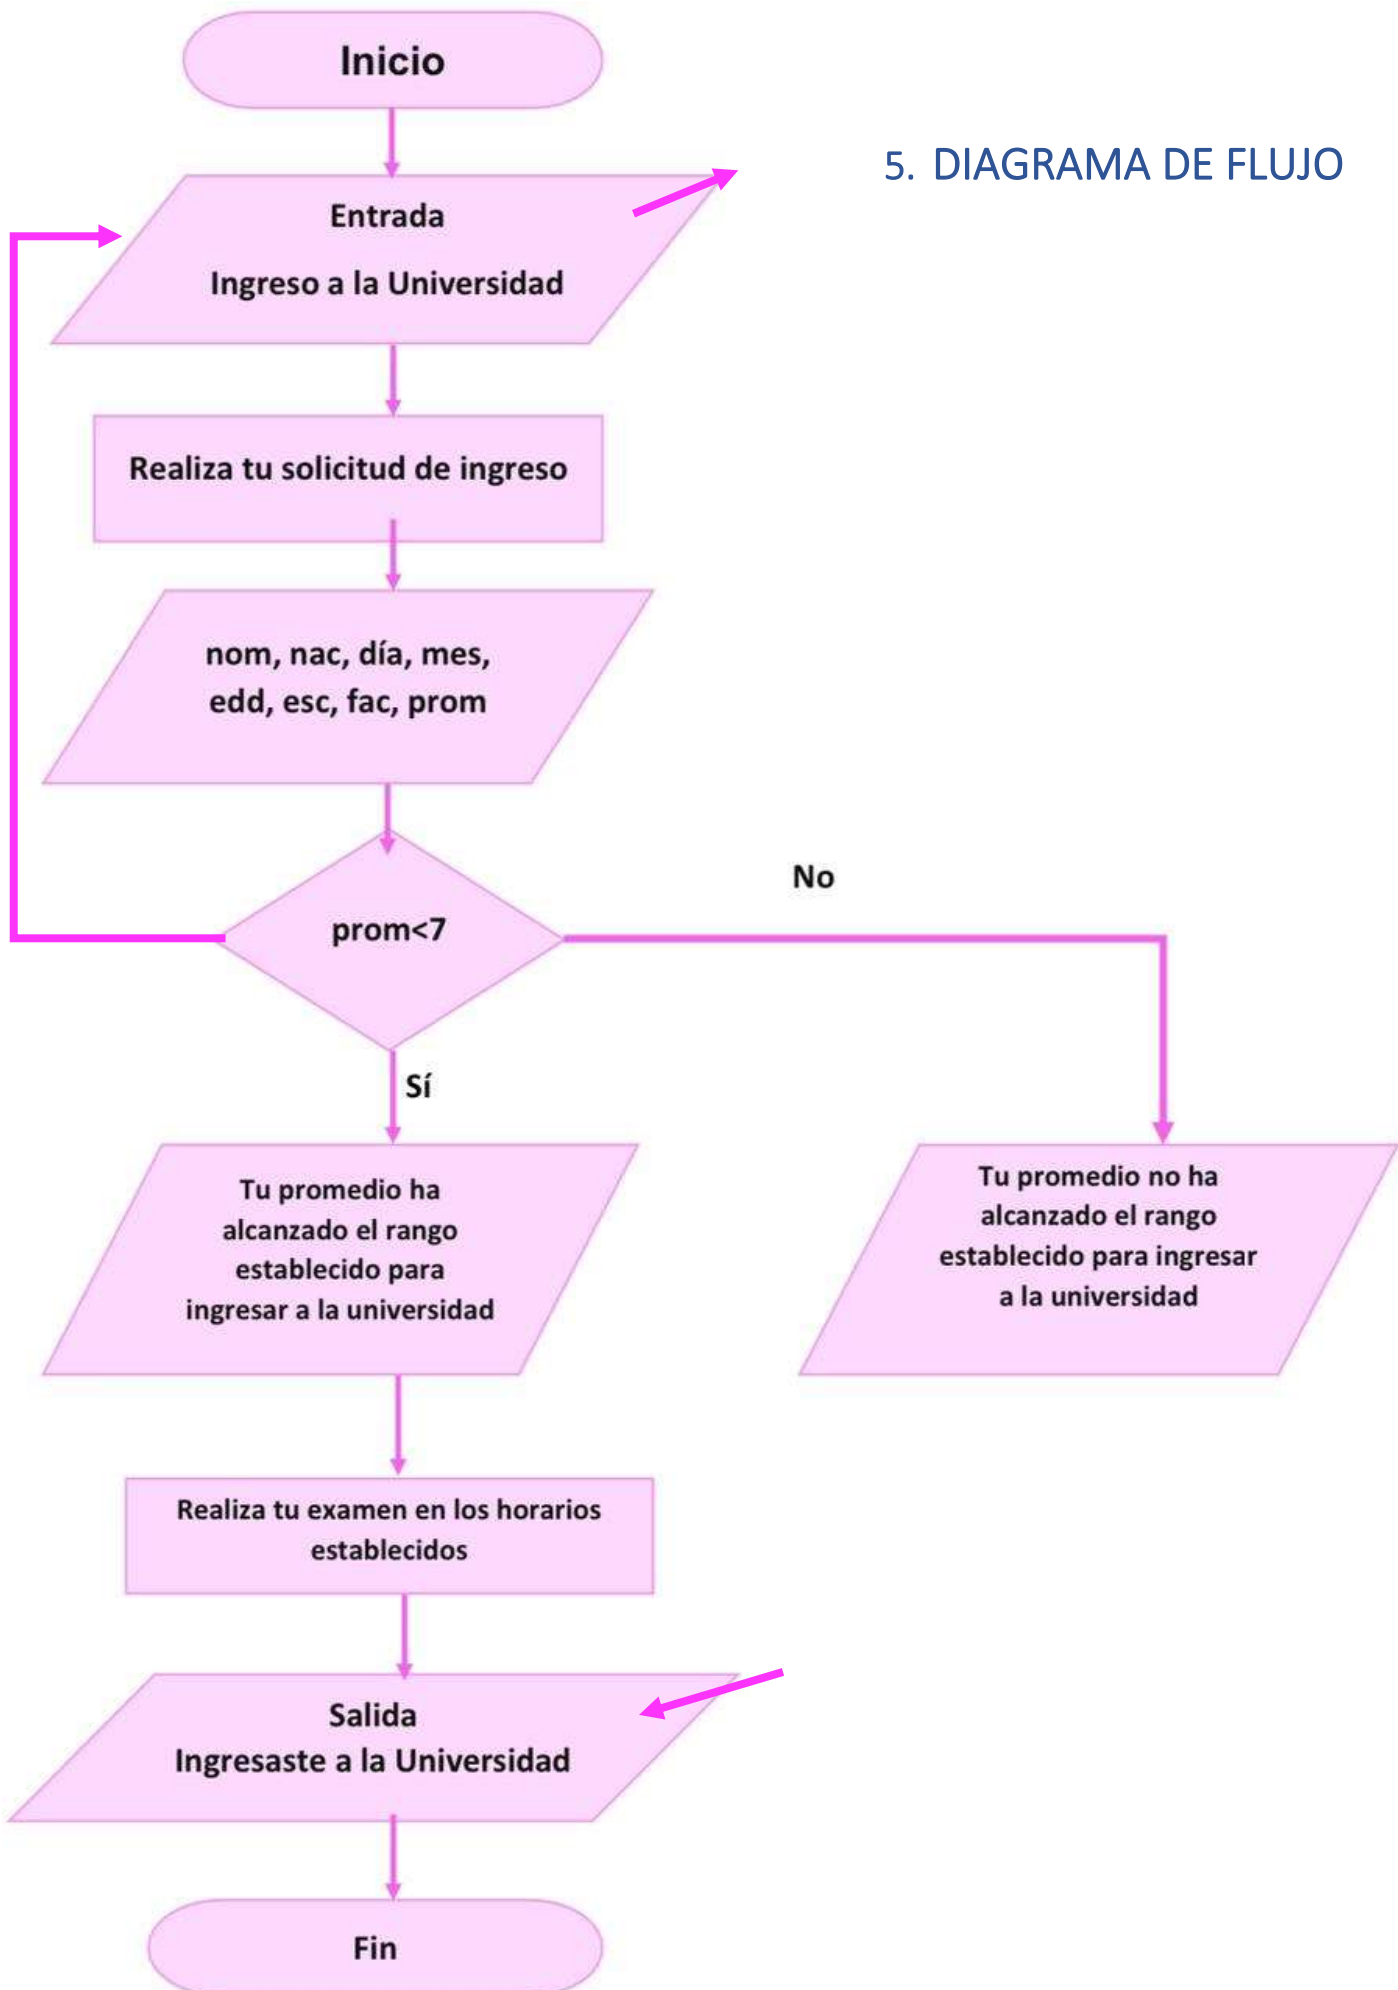 Inicio
5. DIAGRAMA DE FLUJO
Entrada
Ingreso a la Universidad
Realiza tu solicitud de ingreso
nom, nac, día, mes,
edd, esc, fac, prom
No
prom<7
Sí
Tu promedio ha
alcanzado el rango
establecido para
ingresar a la universidad
Tu promedio no ha
alcanzado el rango
establecido para ingresar
a la universidad
Realiza tu examen en los horarios
establecidos
Salida
Ingresaste a la Universidad
Fin